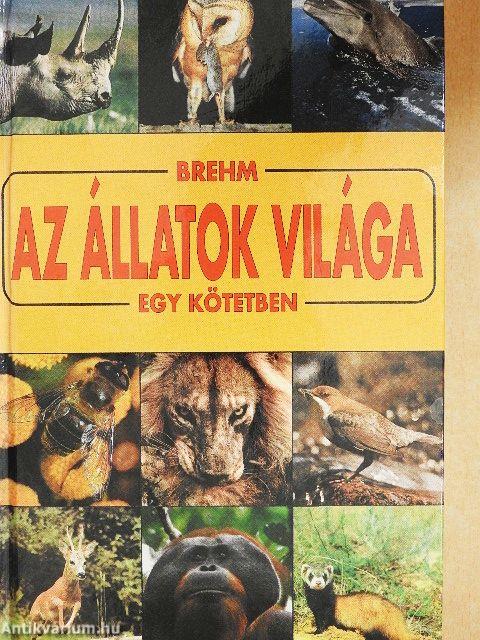 BREHM
AZ ÁLLATOK VILÁGA
EGY KÖTETBEN
Antikvarium.hu